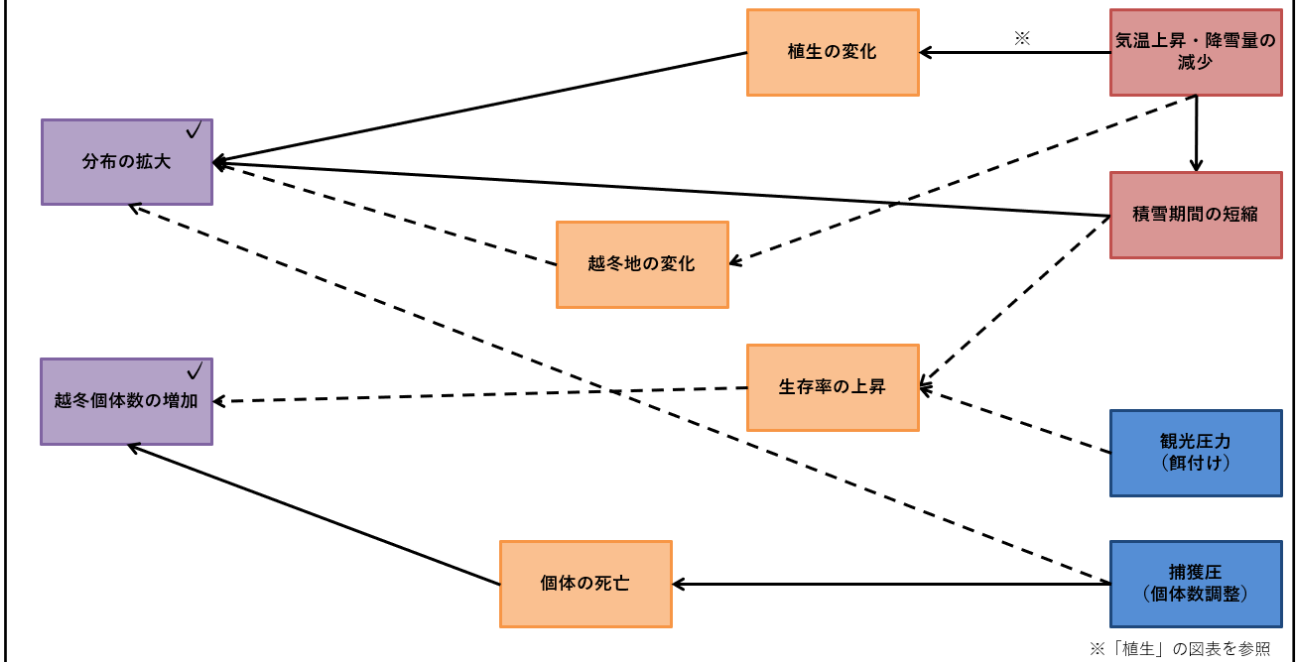 植生の変化
※
気温上昇・降雪量の
減少
分布の拡大
✓
積雪期間の短縮
越冬地の変化
越冬個体数の増加
✓
生存率の上昇
観光圧力
（餌付け）
個体の死亡
捕獲圧
（個体数調整）
※「植生」の図表を参照